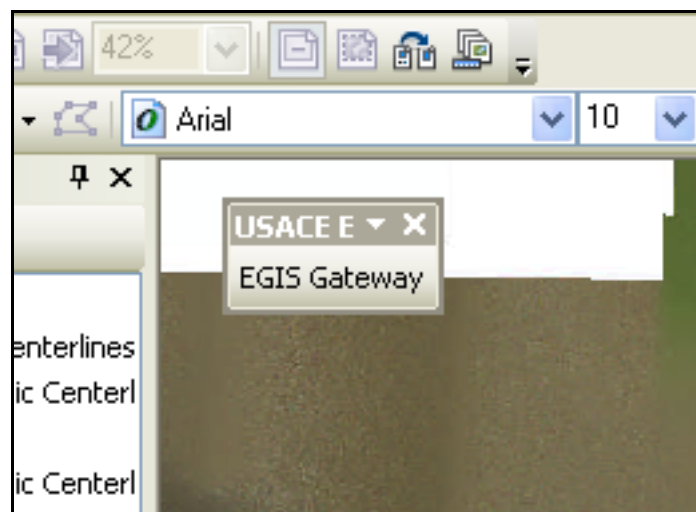 42%
Arial 10
USACE E
EGIS Gateway
enterlines
ic Centerl
ic Centerl